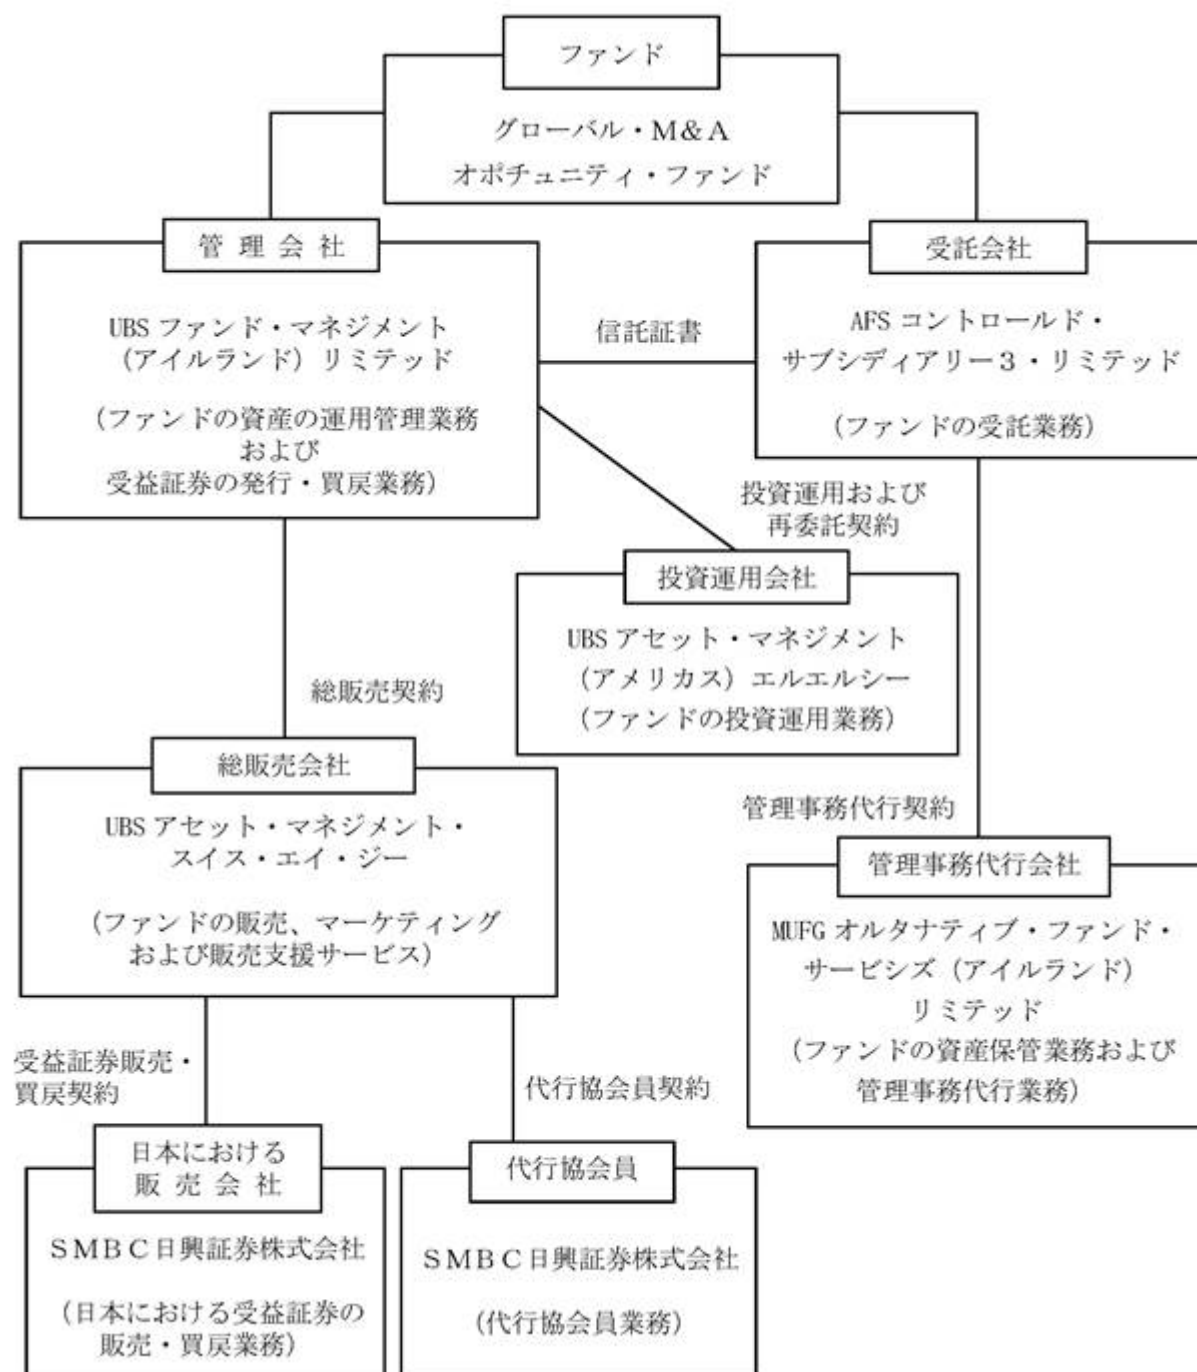 ファンド
グローバル・M&A
オポチュニティ・ファンド
管理会社
UBS ファンド・マネジメント
（アイルランド）リミテッド
（ファンドの資産の運用管理業務
および
受益証券の発行・買戻業務）
信託証書
受託会社
AFS コントロールド・
サブシディアリー３・リミテッド
（ファンドの受託業務）
投資運用および
再委託契約
投資運用会社
UBS アセット・マネジメント
（アメリカス）エルエルシー
（ファンドの投資運用業務）
総販売契約
総販売会社
UBS アセット・マネジメント・
スイス・エイ・ジー
（ファンドの販売、マーケティング
および販売支援サービス）
管理事務代行契約
管理事務代行会社
MUFG オルタナティブ・ファンド・
サービシズ（アイルランド）
リミテッド
（ファンドの資産保管業務および
管理事務代行業務）
受益証券販売・
買戻契約
代行協会員契約
日本における
販売会社
ＳＭＢＣ日興証券株式会社
（日本における受益証券の
販売・買戻業務）
代行協会員
ＳＭＢＣ日興証券株式会社
（代行協会員業務）